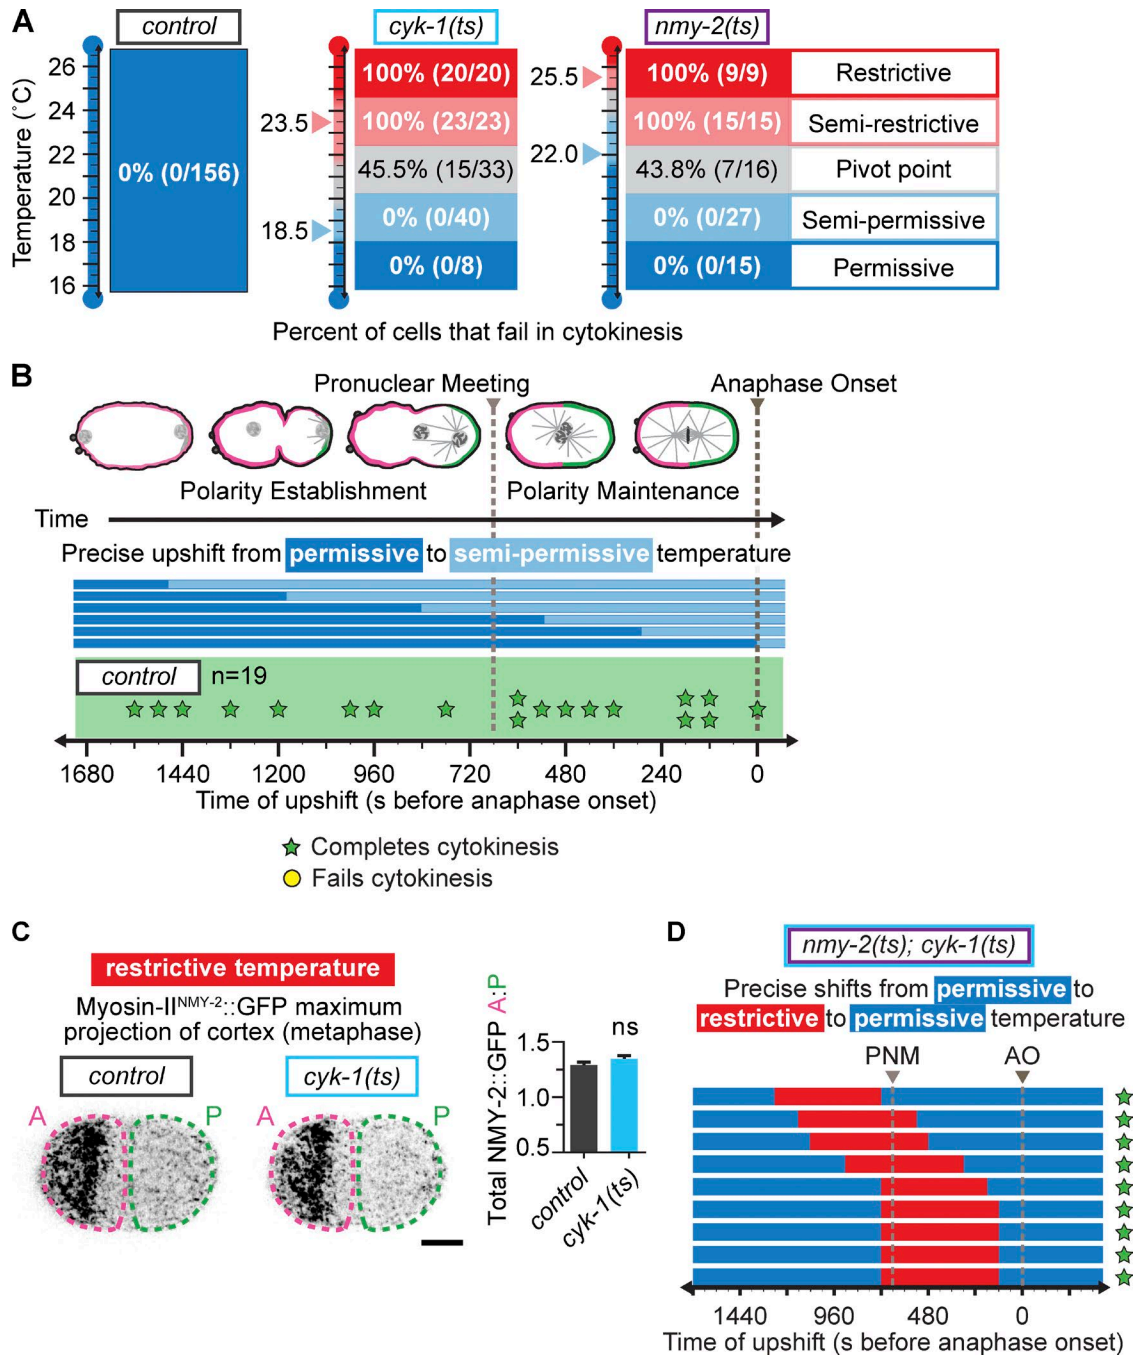 A
control
cyk-1(ts)
nmy-2(ts)
Temperature (˚C)
26
24
22
20
18
16
0% (0/156)
23.5
18.5
100% (20/20)
100% (23/23)
45.5% (15/33)
0% (0/40)
0% (0/8)
25.5
22.0
100% (9/9)
100% (15/15)
43.8% (7/16)
0% (0/27)
0% (0/15)
Restrictive
Semi-restrictive
Pivot point
Semi-permissive
Permissive
Percent of cells that fail in cytokinesis
B
Pronuclear Meeting
Anaphase Onset
Polarity Establishment
Polarity Maintenance
Time
Precise upshift from permissive to semi-permissive temperature
control n=19
1680 1440 1200 960 720 480 240 0
Time of upshift (s before anaphase onset)
Completes cytokinesis
Fails cytokinesis
C
restrictive temperature
Myosin-II^NMY-2::GFP maximum
projection of cortex (metaphase)
control
cyk-1(ts)
A P
A P
Total NMY-2::GFP A:P
ns
1.5
1.0
0.5
control
cyk-1(ts)
D
nmy-2(ts); cyk-1(ts)
Precise shifts from permissive to
restrictive to permissive temperature
PNM AO
1440 960 480 0
Time of upshift (s before anaphase onset)